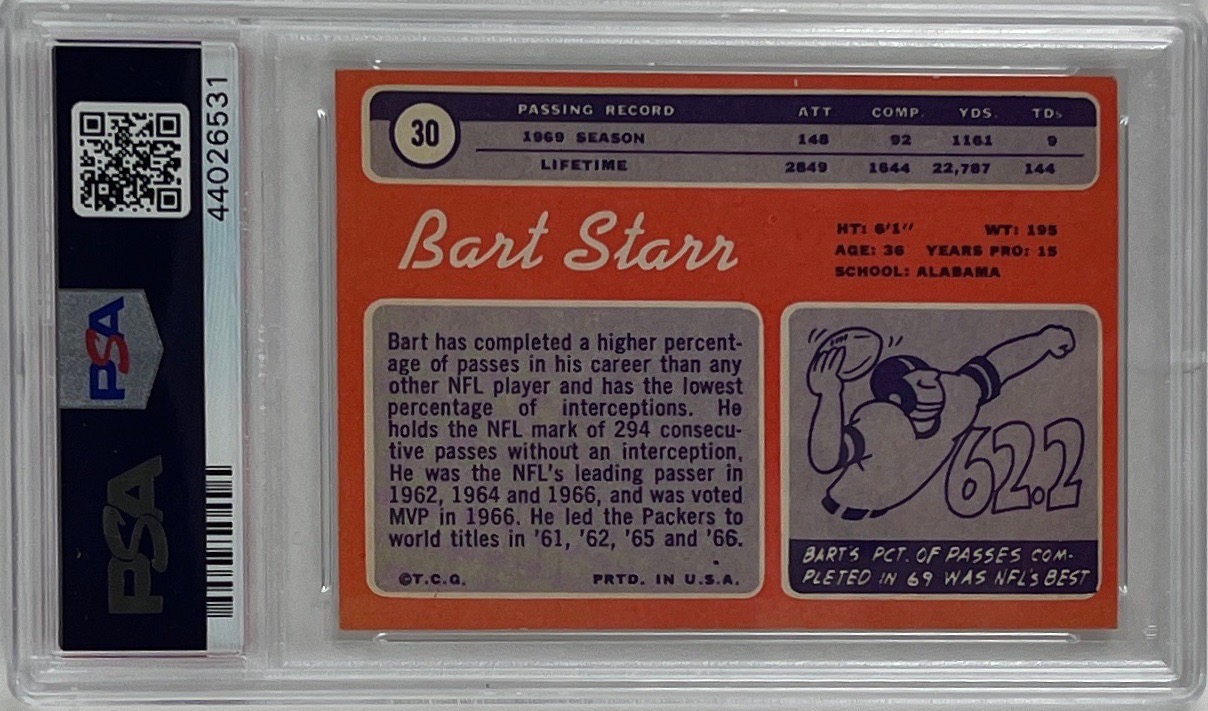 44026531
PSA
PSA
30
PASSING RECORD ATT COMP. YDS. TDs
1969 SEASON 148 92 1161 9
LIFETIME 2849 1644 22,787 144
Bart Starr
HT: 6'1" WT: 195
AGE: 36 YEARS PRO: 15
SCHOOL: ALABAMA
Bart has completed a higher percent-
age of passes in his career than any
other NFL player and has the lowest
percentage of interceptions. He
holds the NFL mark of 294 consecu-
tive passes without an interception.
He was the NFL's leading passer in
1962, 1964 and 1966, and was voted
MVP in 1966. He led the Packers to
world titles in '61, '62, '65 and '66.
©T.C.G. PRTD. IN U.S.A.
62.2
BART'S PCT. OF PASSES COM-
PLETED IN 69 WAS NFL'S BEST